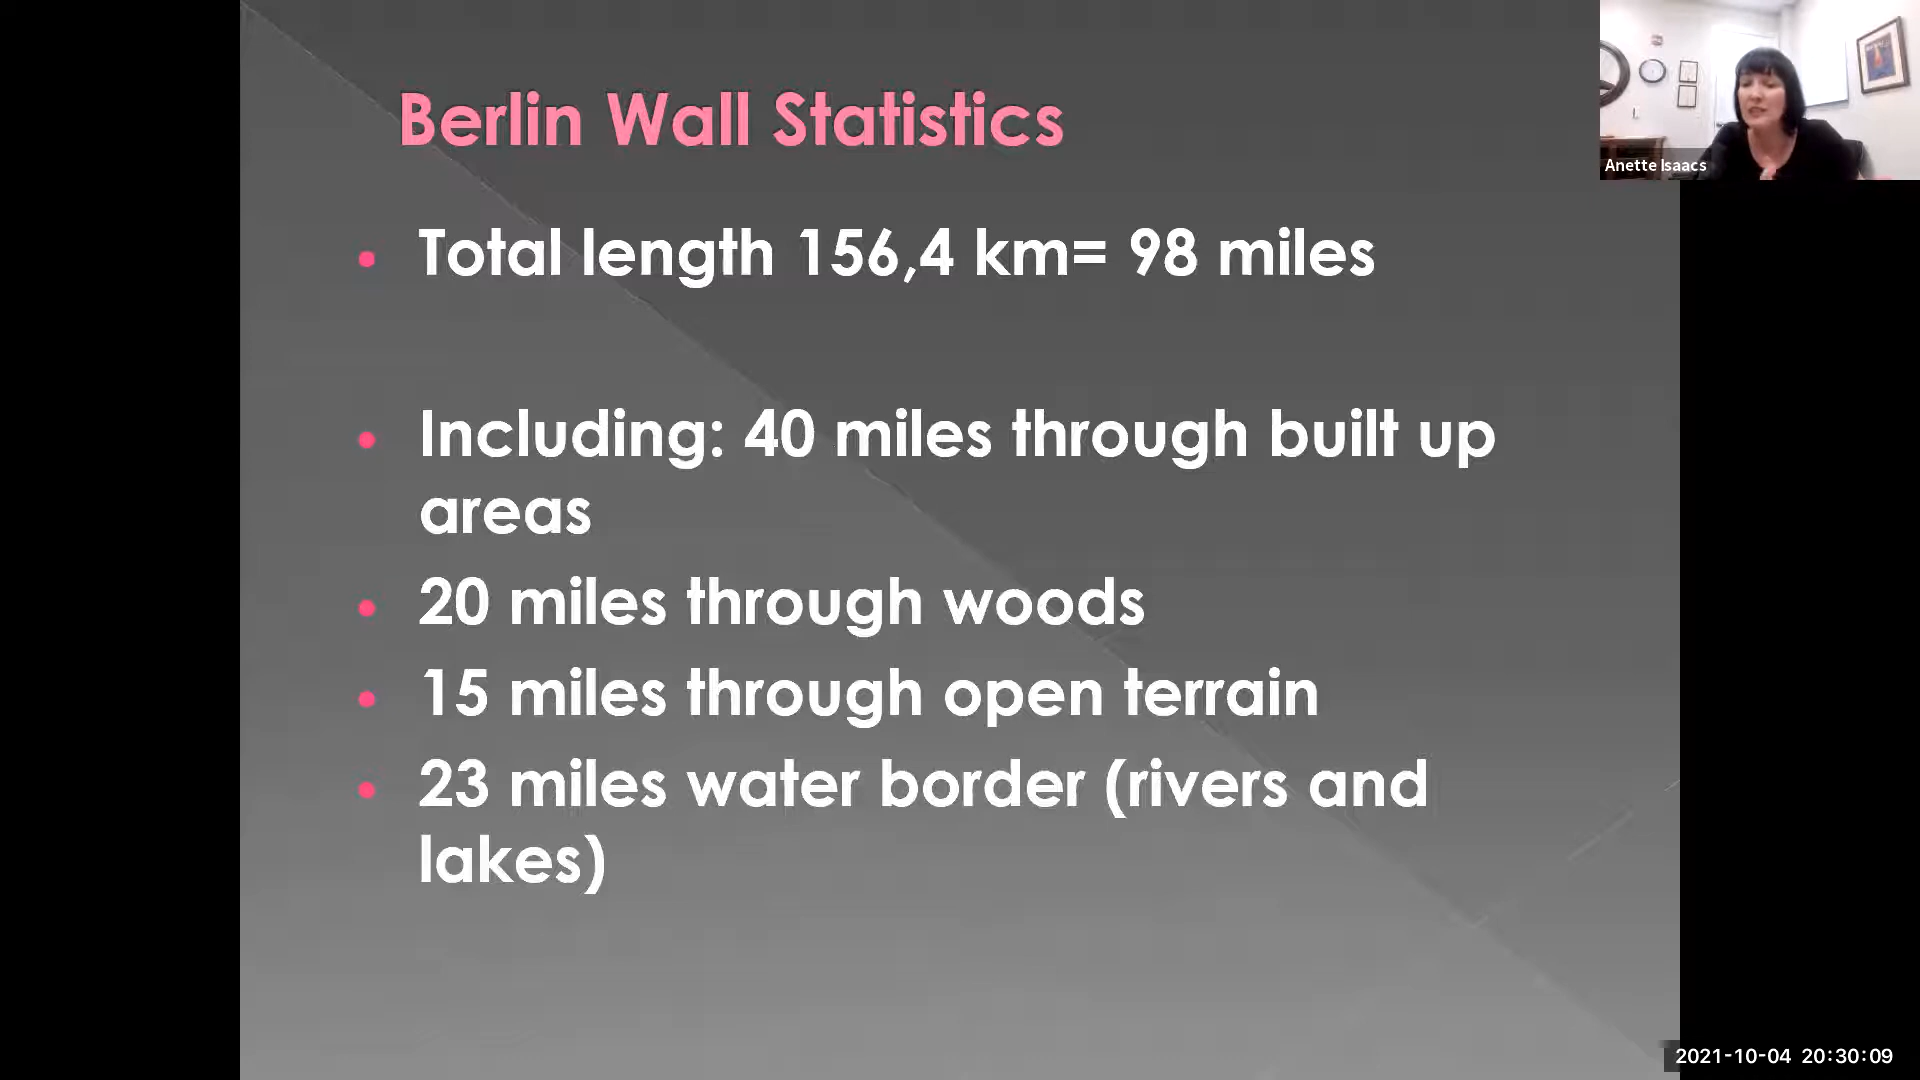 Berlin Wall Statistics
Total length 156,4 km= 98 miles
Including: 40 miles through built up
areas
20 miles through woods
15 miles through open terrain
23 miles water border (rivers and
lakes)
Anette Isaacs
2021-10-04 20:30:09